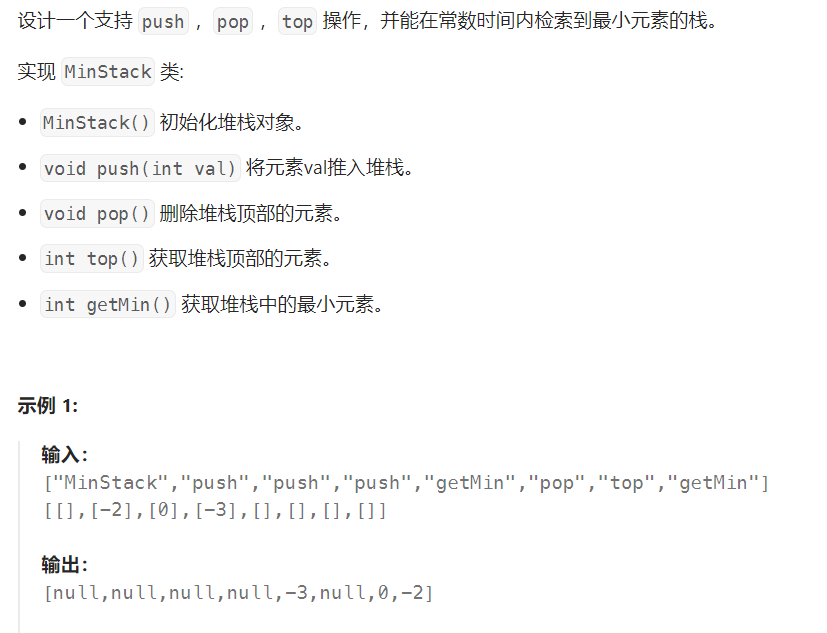 设计一个支持 push ，pop ，top 操作，并能在常数时间内检索到最小元素的栈。
实现 MinStack 类:
• MinStack() 初始化堆栈对象。
• void push(int val) 将元素val推入堆栈。
• void pop() 删除堆栈顶部的元素。
• int top() 获取堆栈顶部的元素。
• int getMin() 获取堆栈中的最小元素。
示例 1:
输入：
["MinStack","push","push","push","getMin","pop","top","getMin"]
[[],[-2],[0],[-3],[],[],[],[]]
输出：
[null,null,null,null,-3,null,0,-2]